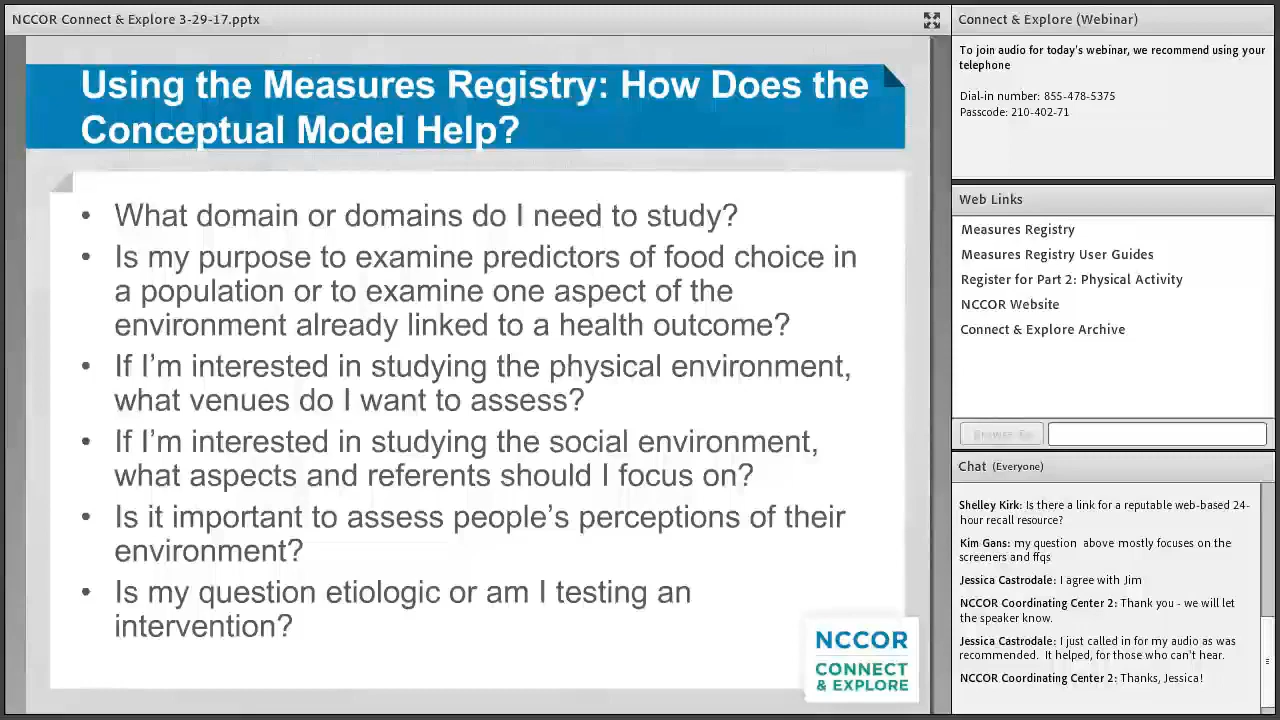 NCCOR Connect & Explore 3-29-17.pptx
Using the Measures Registry: How Does the
Conceptual Model Help?
• What domain or domains do I need to study?
• Is my purpose to examine predictors of food choice in
a population or to examine one aspect of the
environment already linked to a health outcome?
• If I'm interested in studying the physical environment,
what venues do I want to assess?
• If I'm interested in studying the social environment,
what aspects and referents should I focus on?
• Is it important to assess people's perceptions of their
environment?
• Is my question etiologic or am I testing an
intervention?
NCCOR
CONNECT
& EXPLORE
Connect & Explore (Webinar)
To join audio for today's webinar, we recommend using your
telephone
Dial-in number: 855-478-5375
Passcode: 210-402-71
Web Links
Measures Registry
Measures Registry User Guides
Register for Part 2: Physical Activity
NCCOR Website
Connect & Explore Archive
Browse To
Chat (Everyone)
Shelley Kirk: Is there a link for a reputable web-based 24-
hour recall resource?
Kim Gans: my question above mostly focuses on the
screeners and ffqs
Jessica Castrodale: I agree with Jim
NCCOR Coordinating Center 2: Thank you - we will let
the speaker know.
Jessica Castrodale: I just called in for my audio as was
recommended. It helped, for those who can't hear.
NCCOR Coordinating Center 2: Thanks, Jessica!